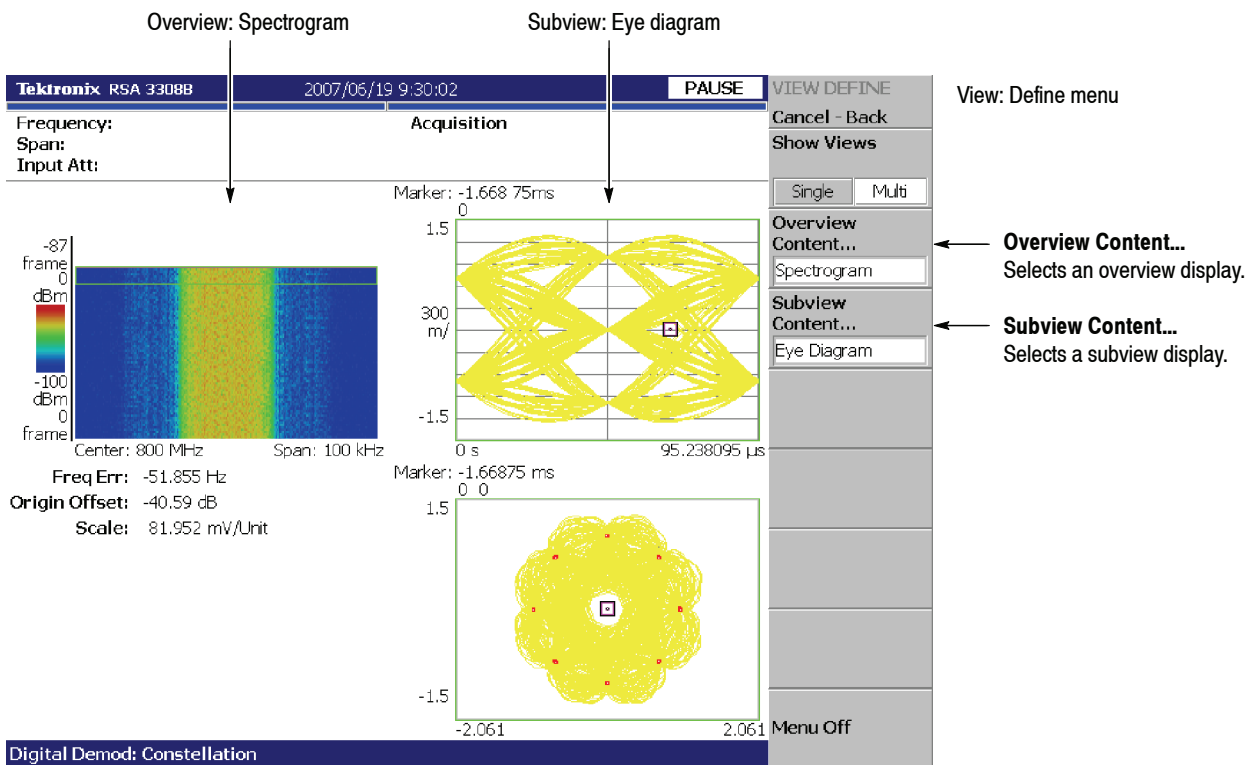 Overview: Spectrogram
Subview: Eye diagram
Tektronix RSA 3308B
2007/06/19 9:30:02
PAUSE
VIEW DEFINE
View: Define menu
Cancel - Back
Frequency:
Span:
Input Att:
Acquisition
Show Views
Single
Multi
Overview
Content...
Spectrogram
Overview Content...
Selects an overview display.
Subview
Content...
Eye Diagram
Subview Content...
Selects a subview display.
-87
frame
0
dBm
-100
dBm
0
frame
Center: 800 MHz
Span: 100 kHz
Freq Err: -51.855 Hz
Origin Offset: -40.59 dB
Scale: 81.952 mV/Unit
Marker: -1.668 75ms
0
1.5
300
m/
-1.5
0 s
95.238095 µs
Marker: -1.66875 ms
0 0
1.5
-1.5
-2.061
2.061
Menu Off
Digital Demod: Constellation